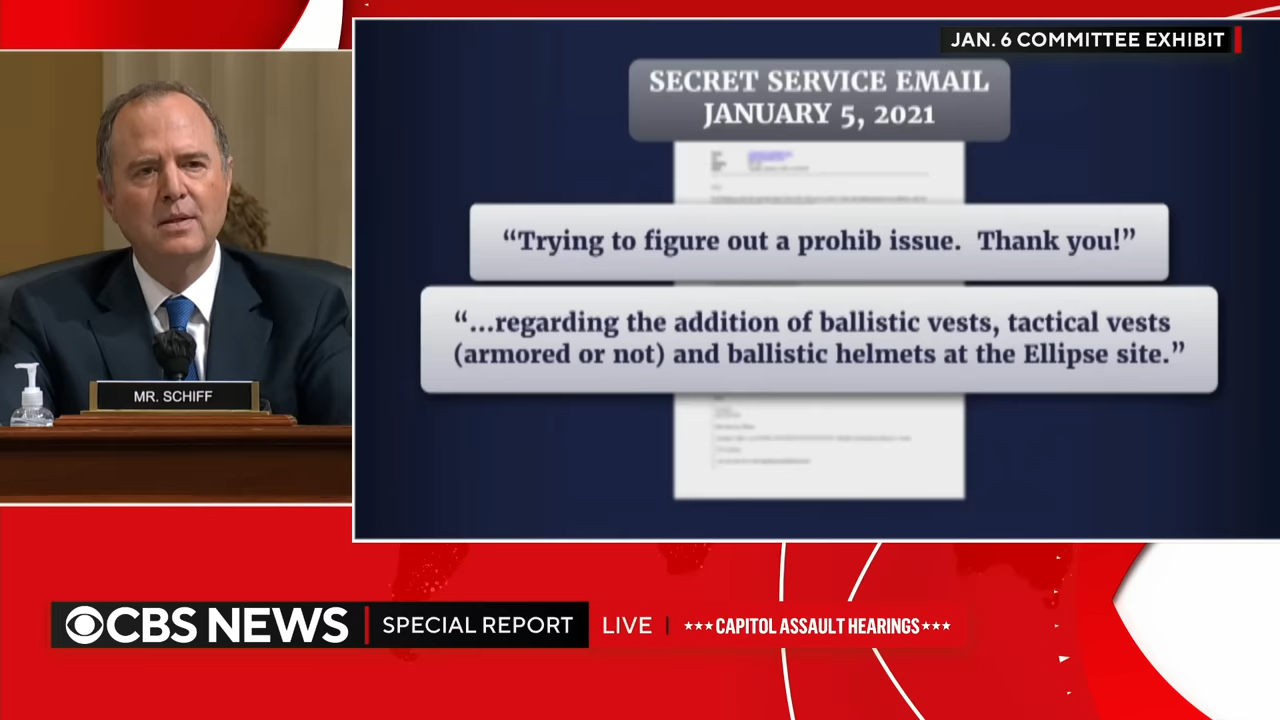 JAN. 6 COMMITTEE EXHIBIT
SECRET SERVICE EMAIL
JANUARY 5, 2021
“Trying to figure out a prohib issue. Thank you!”
“...regarding the addition of ballistic vests, tactical vests
(armored or not) and ballistic helmets at the Ellipse site.”
MR. SCHIFF
CBS NEWS SPECIAL REPORT LIVE ★★★CAPITOL ASSAULT HEARINGS★★★